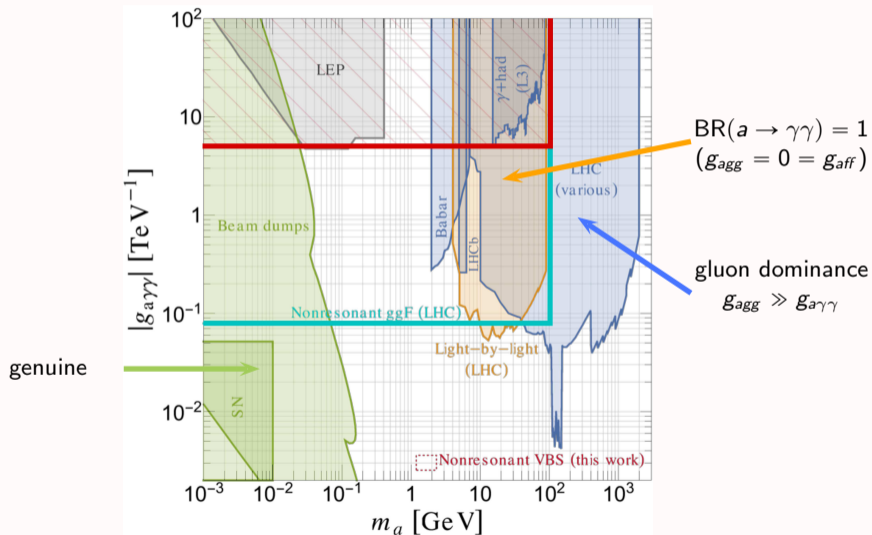 10²
10
1
10⁻¹
10⁻²
|g_aγγ| [TeV⁻¹]
LEP
γ+had
(L3)
BR(a → γγ) = 1
(g_agg = 0 = g_aff)
LHC
(various)
Beam dumps
Babar
LHCb
gluon dominance
g_agg ≫ g_aγγ
Nonresonant ggF (LHC)
Light−by−light
(LHC)
genuine
SN
Nonresonant VBS (this work)
10⁻³ 10⁻² 10⁻¹ 1 10 10² 10³
m_a [GeV]